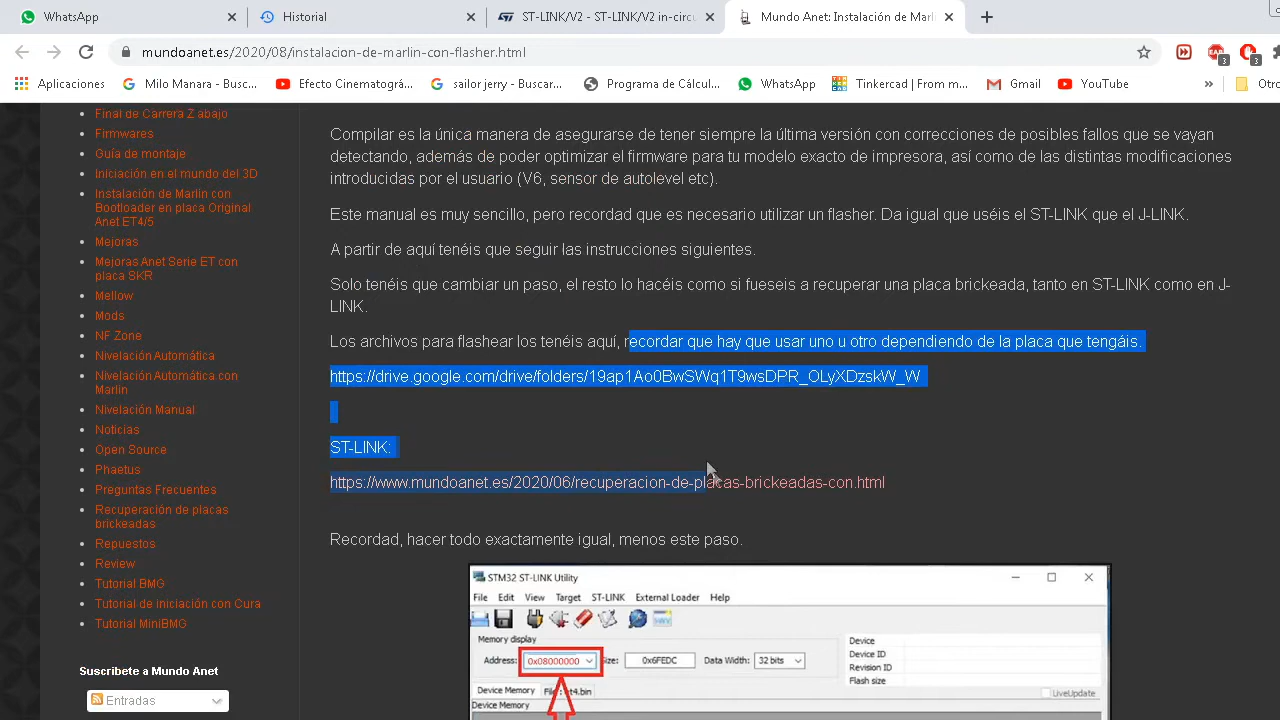 WhatsApp
Historial
ST-LINK/V2 - ST-LINK/V2 in-circu
Mundo Anet: Instalación de Marli
mundoanet.es/2020/08/instalacion-de-marlin-con-flasher.html
3
3
Aplicaciones
Milo Manara - Busc...
Efecto Cinematográ...
sailor jerry - Buscar...
Programa de Cálcul...
WhatsApp
Tinkercad | From m...
Gmail
YouTube
»
Otro
Final de Carrera Z abajo
Firmwares
Guía de montaje
Iniciación en el mundo del 3D
Instalación de Marlin con
Bootloader en placa Original
Anet ET4/5
Mejoras
Mejoras Anet Serie ET con
placa SKR
Mellow
Mods
NF Zone
Nivelación Automática
Nivelación Automática con
Marlin
Nivelación Manual
Noticias
Open Source
Phaetus
Preguntas Frecuentes
Recuperación de placas
brickeadas
Repuestos
Review
Tutorial BMG
Tutorial de iniciación con Cura
Tutorial MiniBMG
Suscribete a Mundo Anet
Entradas
Compilar es la única manera de asegurarse de tener siempre la última versión con correcciones de posibles fallos que se vayan
detectando, además de poder optimizar el firmware para tu modelo exacto de impresora, así como de las distintas modificaciones
introducidas por el usuario (V6, sensor de autolevel etc).
Este manual es muy sencillo, pero recordad que es necesario utilizar un flasher. Da igual que uséis el ST-LINK que el J-LINK.
A partir de aquí tenéis que seguir las instrucciones siguientes.
Solo tenéis que cambiar un paso, el resto lo hacéis como si fueseis a recuperar una placa brickeada, tanto en ST-LINK como en J-
LINK.
Los archivos para flashear los tenéis aquí, recordar que hay que usar uno u otro dependiendo de la placa que tengáis.
https://drive.google.com/drive/folders/19ap1Ao0BwSWq1T9wsDPR_OLyXDzskW_W
ST-LINK:
https://www.mundoanet.es/2020/06/recuperacion-de-placas-brickeadas-con.html
Recordad, hacer todo exactamente igual, menos este paso.
STM32 ST-LINK Utility
File Edit View Target ST-LINK External Loader Help
Memory display
Address: 0x08000000 Size: 0x6FEDC Data Width: 32 bits
Device
Device ID
Revision ID
Flash size
LiveUpdate
Device Memory
Device Memory